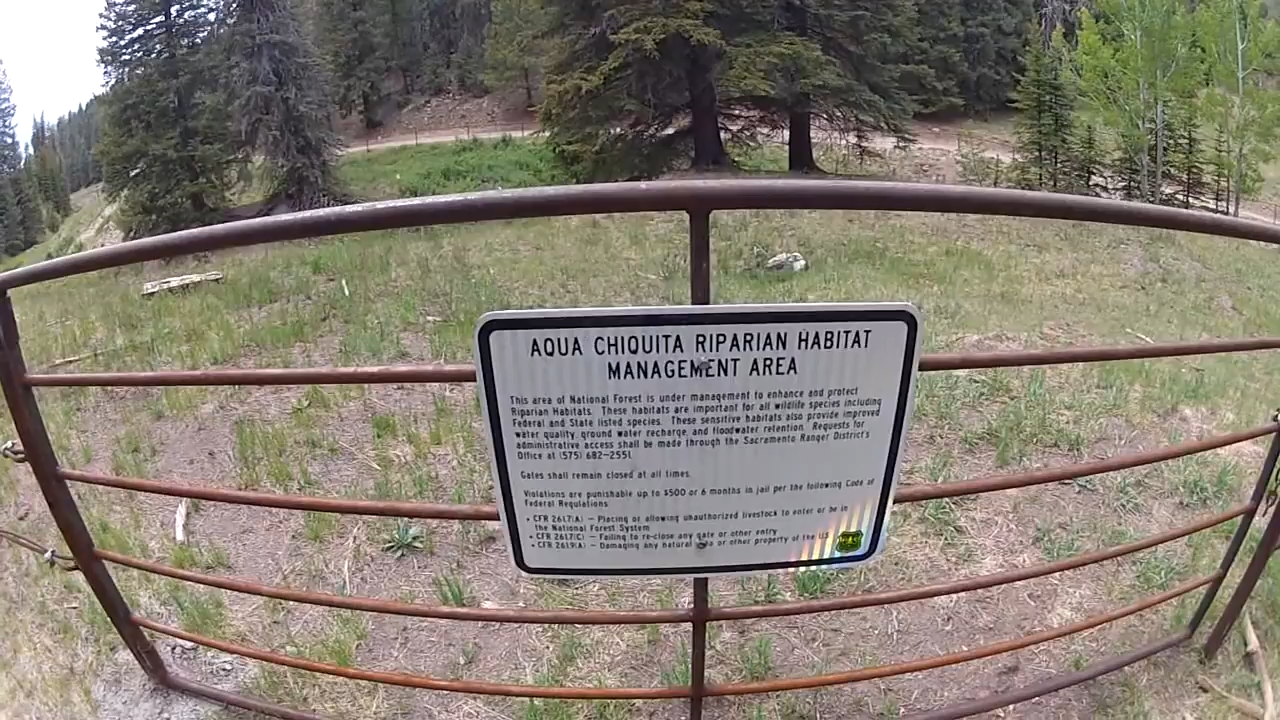 AQUA CHIQUITA RIPARIAN HABITAT
MANAGEMENT AREA
This area of National Forest is under management to enhance and protect
Riparian Habitats. These habitats are important for all wildlife species including
Federal and State listed species. These sensitive habitats also provide improved
water quality, ground water recharge, and floodwater retention. Requests for
administrative access shall be made through the Sacramento Ranger District's
Office at (575) 682-2551.
Gates shall remain closed at all times.
Violations are punishable up to $500 or 6 months in jail per the following Code of
Federal Regulations
• CFR 261.7(A) - Placing or allowing unauthorized livestock to enter or be in
the National Forest System
• CFR 261.7(C) - Failing to re-close any gate or other entry
• CFR 261.9(A) - Damaging any natural or other property of the U.S.